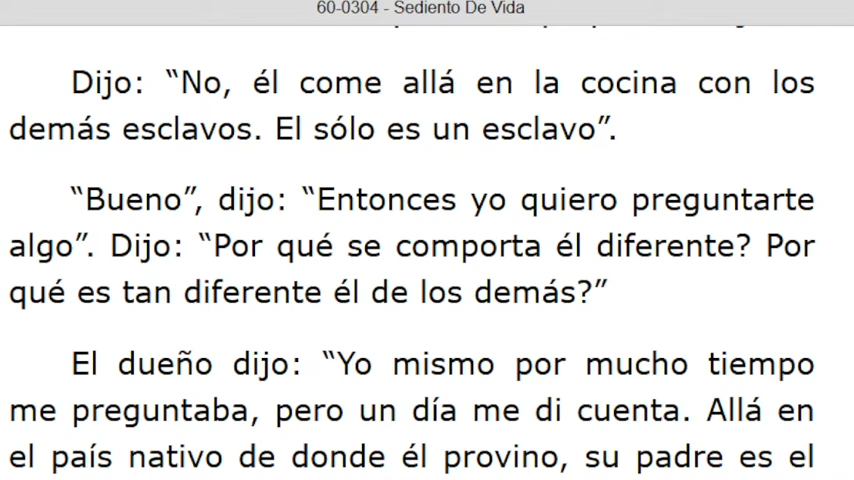 60-0304 - Sediento De Vida
Dijo: “No, él come allá en la cocina con los
demás esclavos. El sólo es un esclavo”.
“Bueno”, dijo: “Entonces yo quiero preguntarte
algo”. Dijo: “Por qué se comporta él diferente? Por
qué es tan diferente él de los demás?”
El dueño dijo: “Yo mismo por mucho tiempo
me preguntaba, pero un día me di cuenta. Allá en
el país nativo de donde él provino, su padre es el